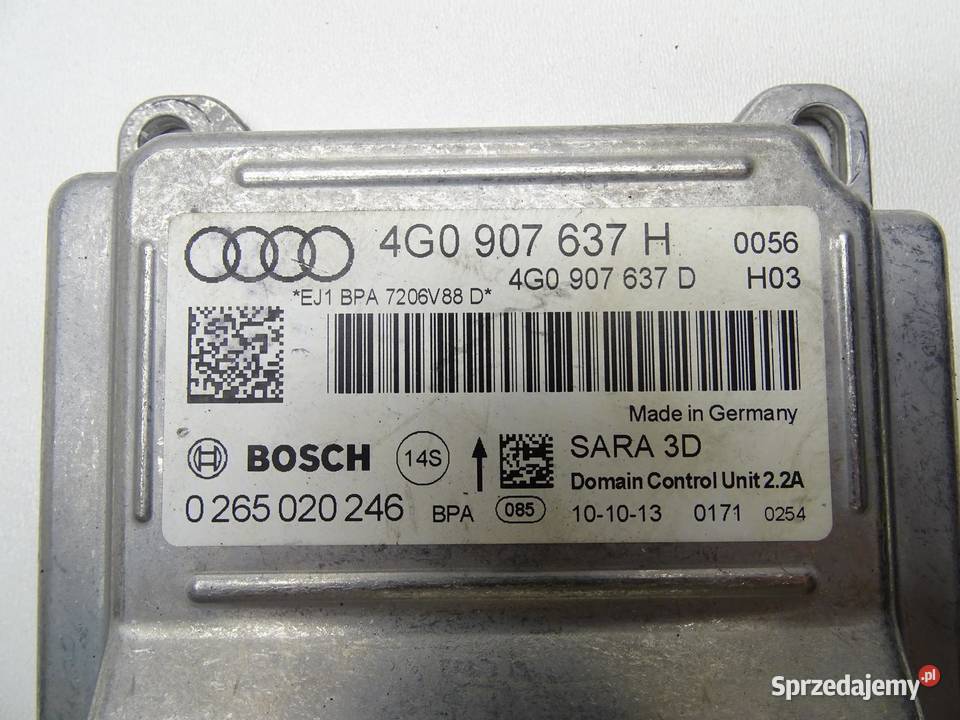 4G0 907 637 H 0056
4G0 907 637 D H03
*EJ1 BPA 7206V88 D*
Made in Germany
BOSCH 14S SARA 3D
Domain Control Unit 2.2A
0 265 020 246 BPA 085 10-10-13 0171 0254
Sprzedajemy.pl